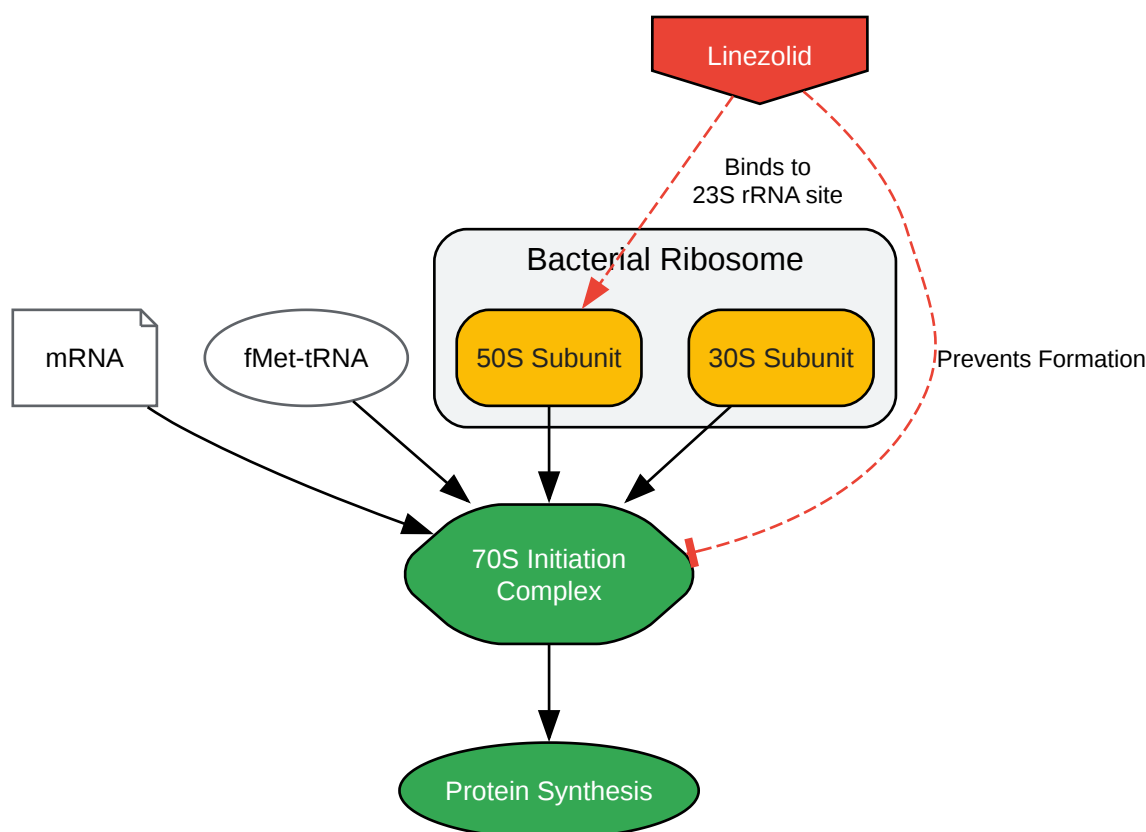 Linezolid
Binds to
23S rRNA site
Bacterial Ribosome
mRNA
fMet-tRNA
50S Subunit
30S Subunit
Prevents Formation
70S Initiation
Complex
Protein Synthesis